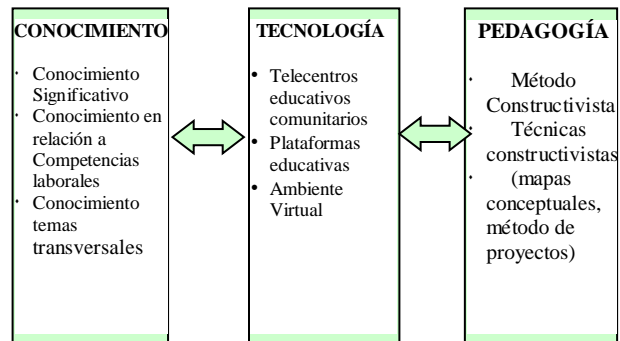 CONOCIMIENTO
· Conocimiento
Significativo
· Conocimiento en
relación a
Competencias
laborales
· Conocimiento
temas
transversales
TECNOLOGÍA
• Telecentros
educativos
comunitarios
• Plataformas
educativas
• Ambiente
Virtual
PEDAGOGÍA
· Método
Constructivista
· Técnicas
constructivistas
· (mapas
conceptuales,
método de
proyectos)